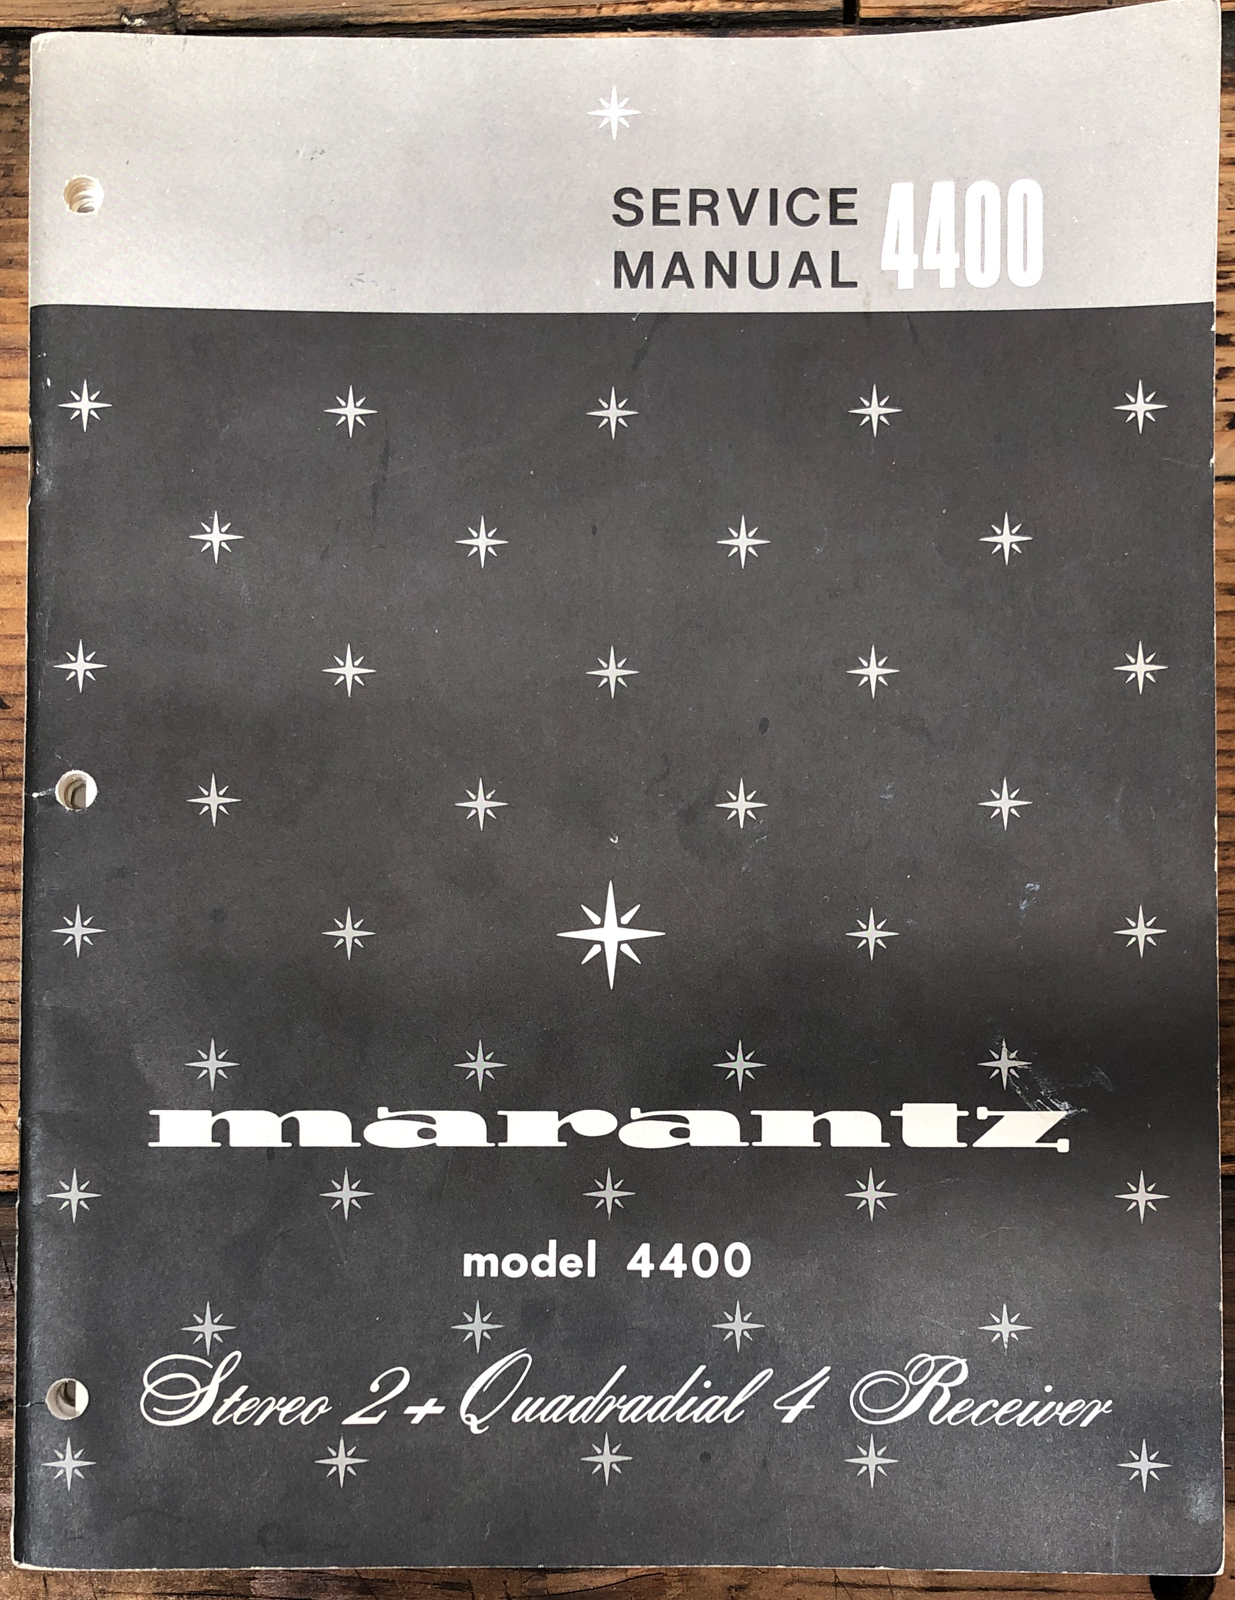 SERVICE
MANUAL 4400
marantz
model 4400
Stereo 2 + Quadradial 4 Receiver